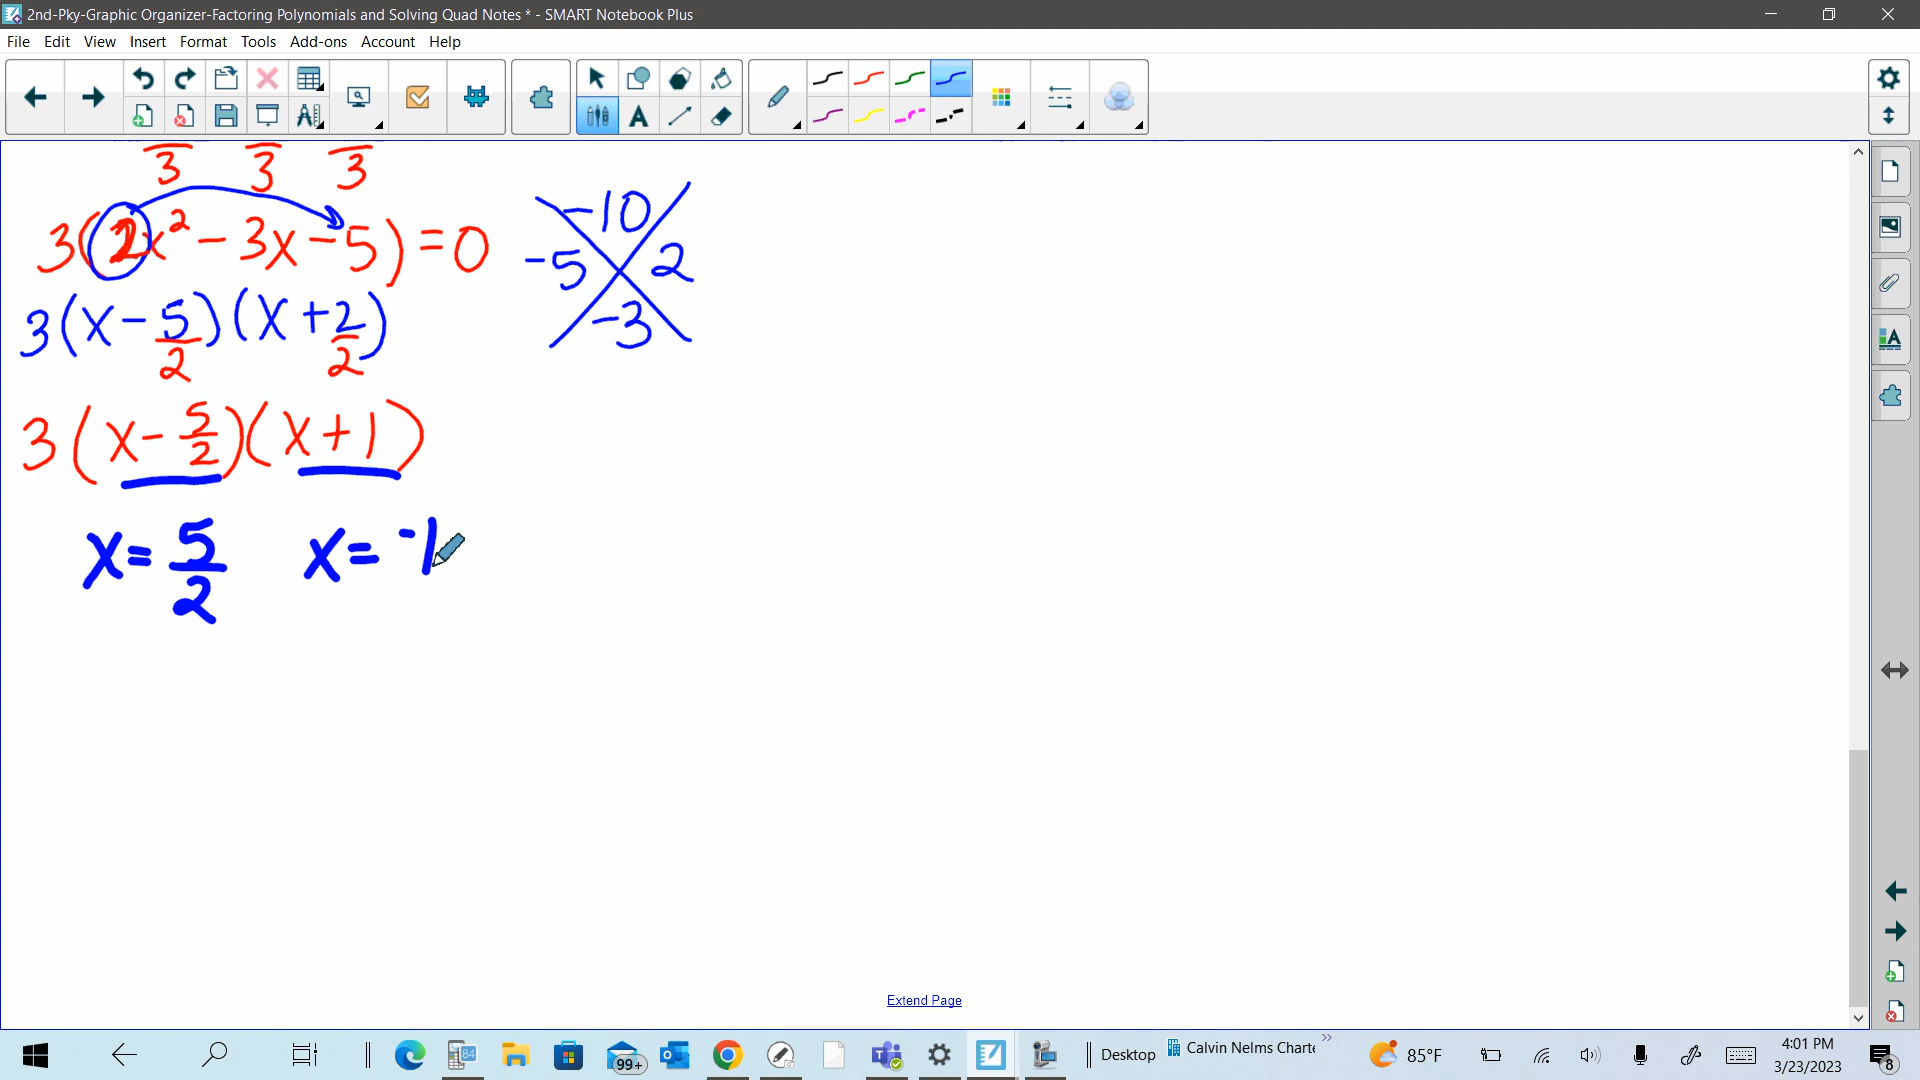 2nd-Pky-Graphic Organizer-Factoring Polynomials and Solving Quad Notes * - SMART Notebook Plus
File Edit View Insert Format Tools Add-ons Account Help
A
3 3 3
3(2x² - 3x - 5) = 0
-10
-5 2
-3
3(x - 5/2)(x + 2/2)
3(x - 5/2)(x + 1)
x = 5/2 x = -1
Extend Page
84
99+
Desktop
Calvin Nelms Charte
»
85°F
4:01 PM
3/23/2023
8